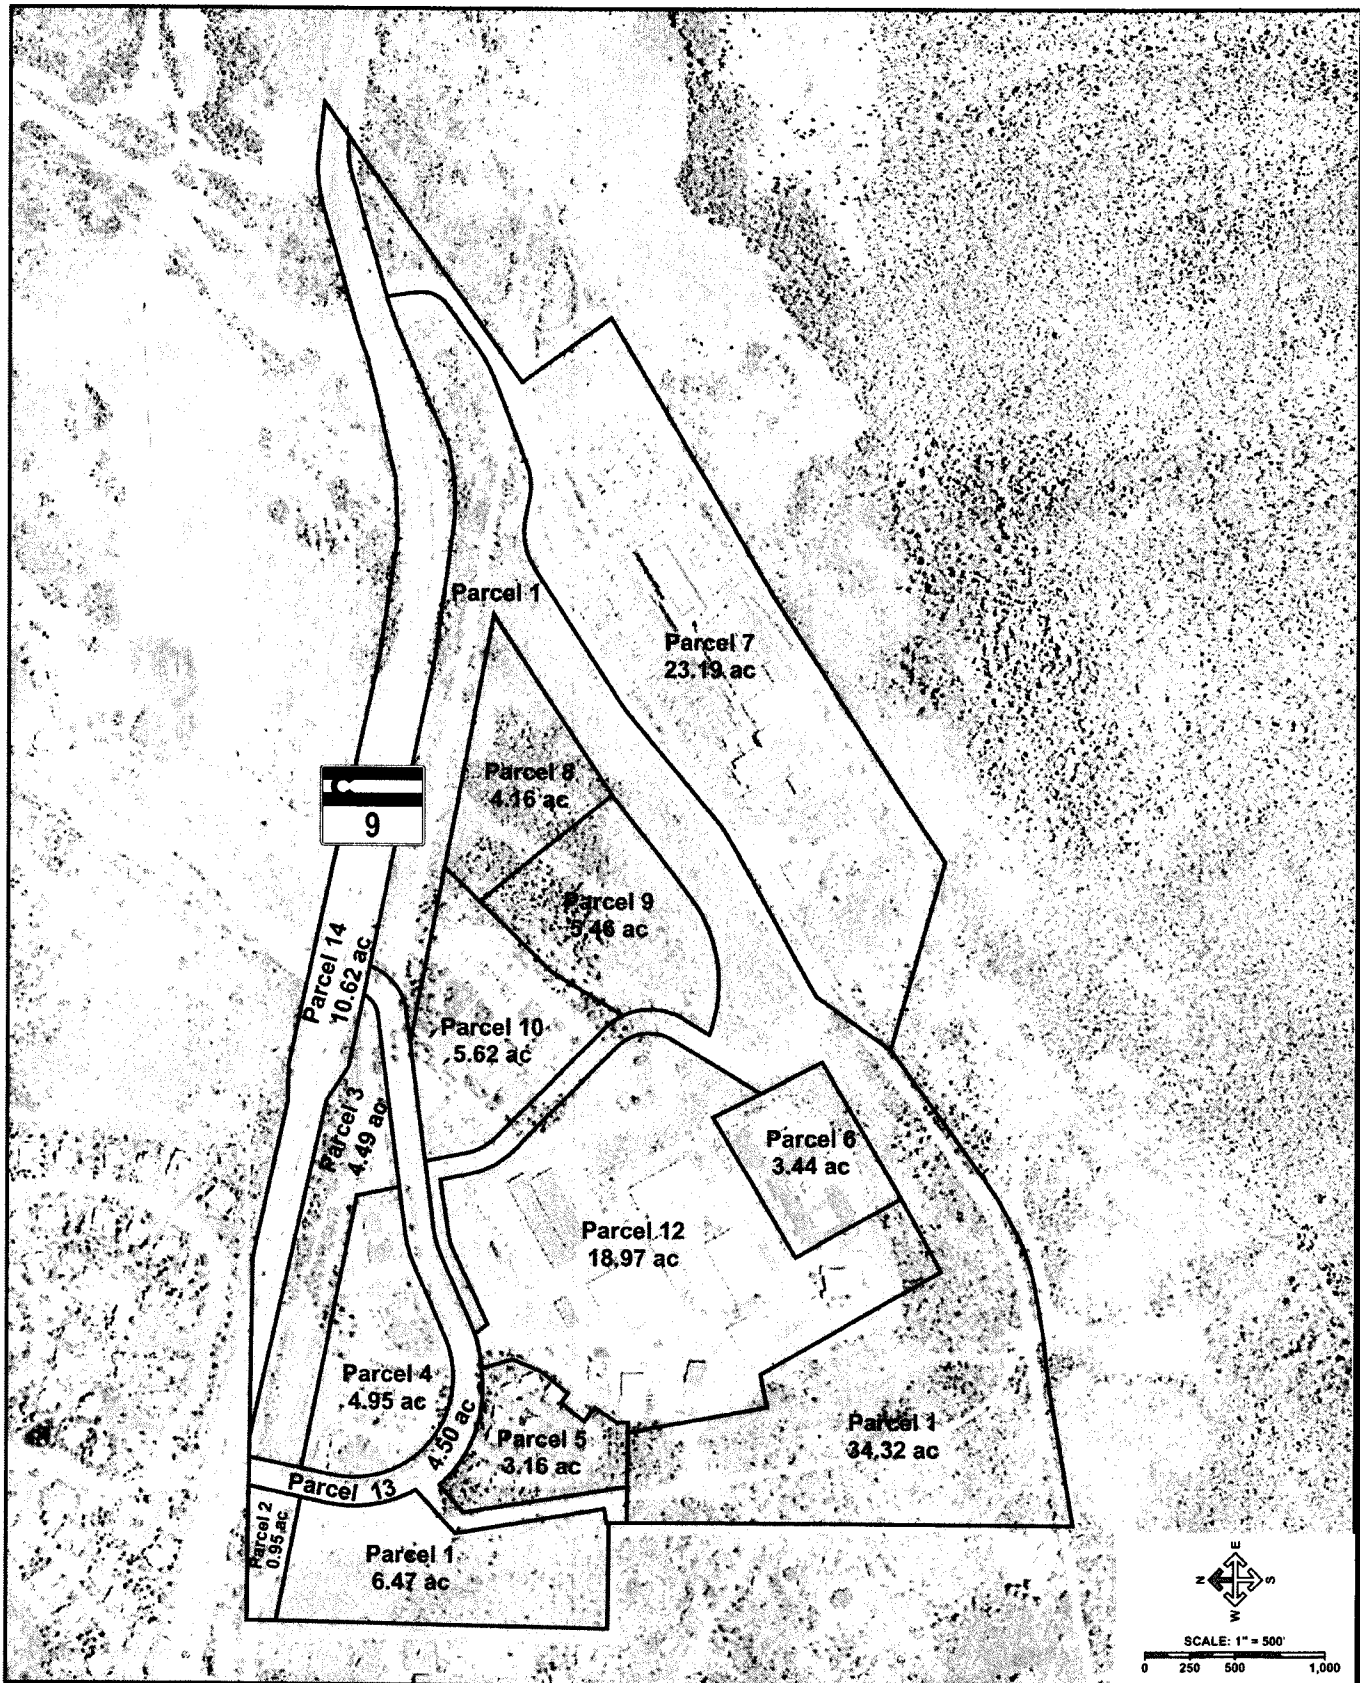 Parcel 1
Parcel 7
23.19 ac
Parcel 8
4.16 ac
9
Parcel 9
5.46 ac
Parcel 14
10.62 ac
Parcel 10
5.62 ac
Parcel 3
4.49 ac
Parcel 6
3.44 ac
Parcel 12
18.97 ac
Parcel 4
4.95 ac
4.50 ac
Parcel 5
3.16 ac
Parcel 1
34.32 ac
Parcel 13
Parcel 2
0.95 ac
Parcel 1
6.47 ac
E
N
S
W
SCALE: 1" = 500'
0 250 500 1,000